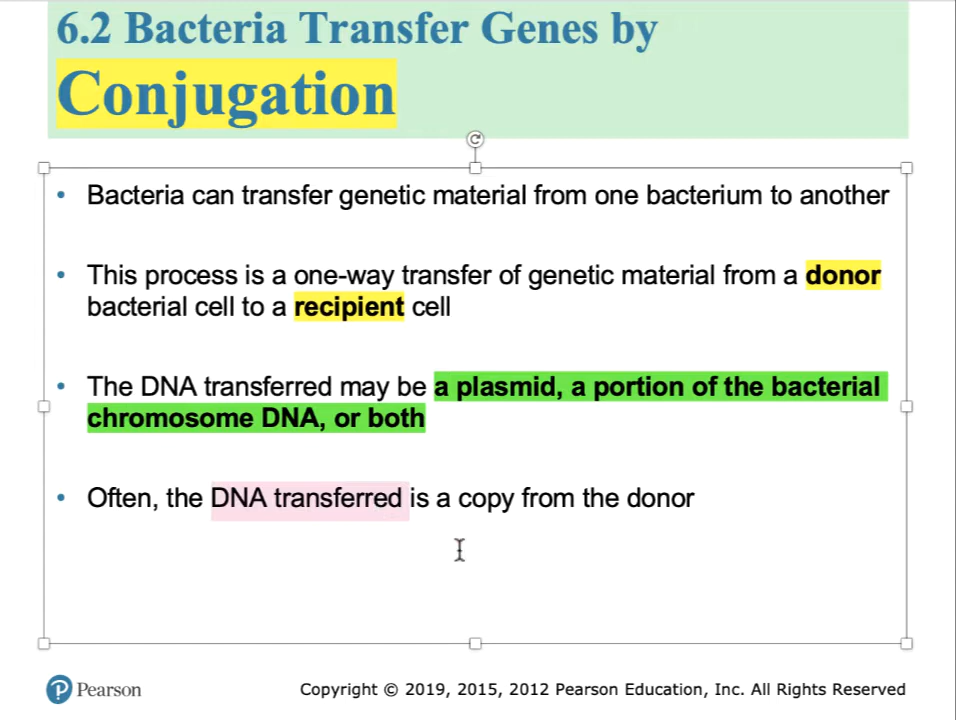 6.2 Bacteria Transfer Genes by
Conjugation
• Bacteria can transfer genetic material from one bacterium to another
• This process is a one-way transfer of genetic material from a donor
bacterial cell to a recipient cell
• The DNA transferred may be a plasmid, a portion of the bacterial
chromosome DNA, or both
• Often, the DNA transferred is a copy from the donor
Pearson
Copyright © 2019, 2015, 2012 Pearson Education, Inc. All Rights Reserved